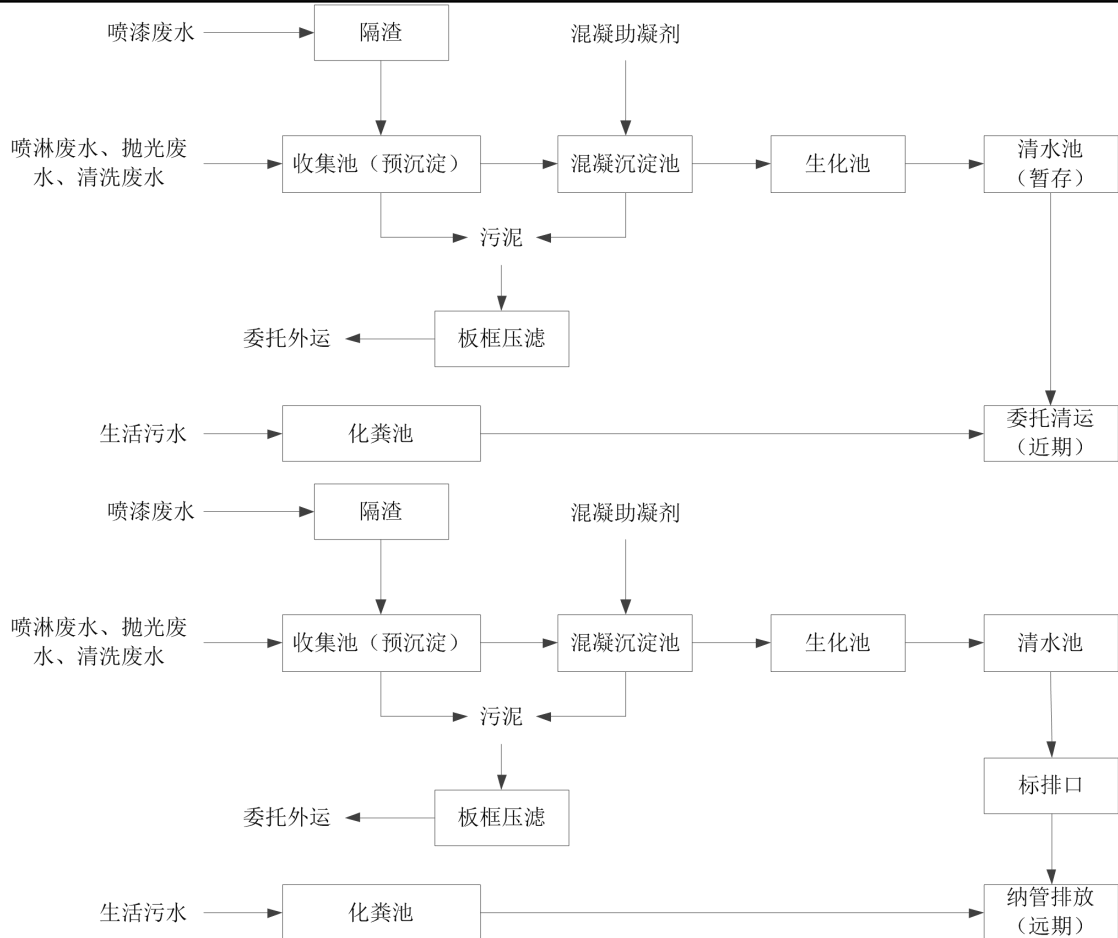 喷漆废水
隔渣
混凝助凝剂
喷淋废水、抛光废
水、清洗废水
收集池（预沉淀）
混凝沉淀池
生化池
清水池
（暂存）
污泥
委托外运
板框压滤
生活污水
化粪池
委托清运
（近期）
喷漆废水
隔渣
混凝助凝剂
喷淋废水、抛光废
水、清洗废水
收集池（预沉淀）
混凝沉淀池
生化池
清水池
污泥
标排口
委托外运
板框压滤
生活污水
化粪池
纳管排放
（远期）